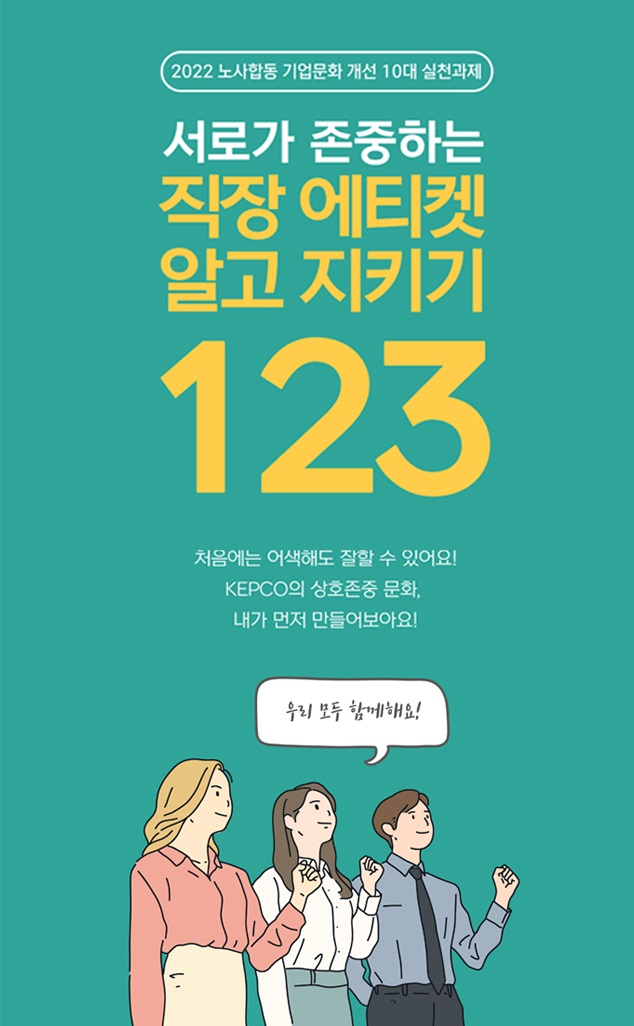 2022 노사합동 기업문화 개선 10대 실천과제
서로가 존중하는
직장 에티켓
알고 지키기
123
처음에는 어색해도 잘할 수 있어요!
KEPCO의 상호존중 문화,
내가 먼저 만들어보아요!
우리 모두 함께해요!